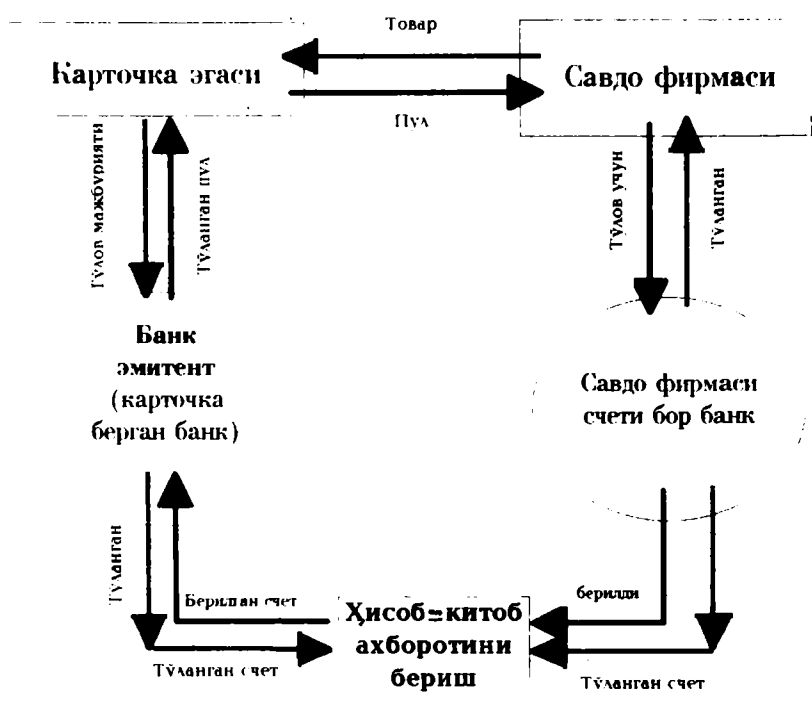 Товар
Карточка эгаси
Савдо фирмаси
Пул
Тўлов мажбурияти
Тўланган пул
Тўлов учун
Тўланган
Банк
эмитент
(карточка
берган банк)
Савдо фирмаси
счети бор банк
Тўланган
Берилган счет
Ҳисоб-китоб
ахборотини
бериш
берилди
Тўланган счет
Тўланган счет